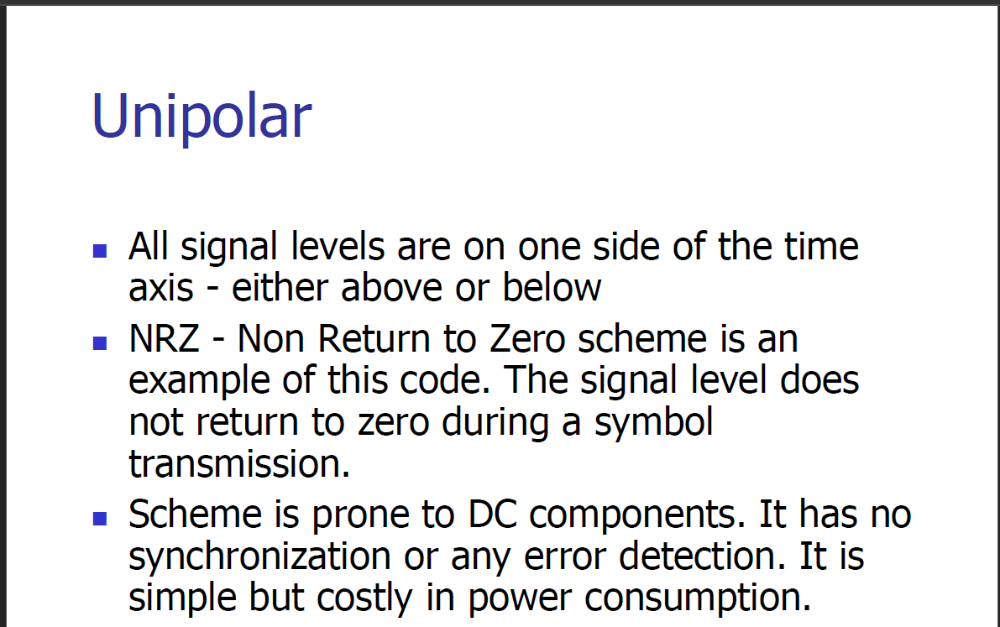 Unipolar
All signal levels are on one side of the time
axis - either above or below
NRZ - Non Return to Zero scheme is an
example of this code. The signal level does
not return to zero during a symbol
transmission.
Scheme is prone to DC components. It has no
synchronization or any error detection. It is
simple but costly in power consumption.